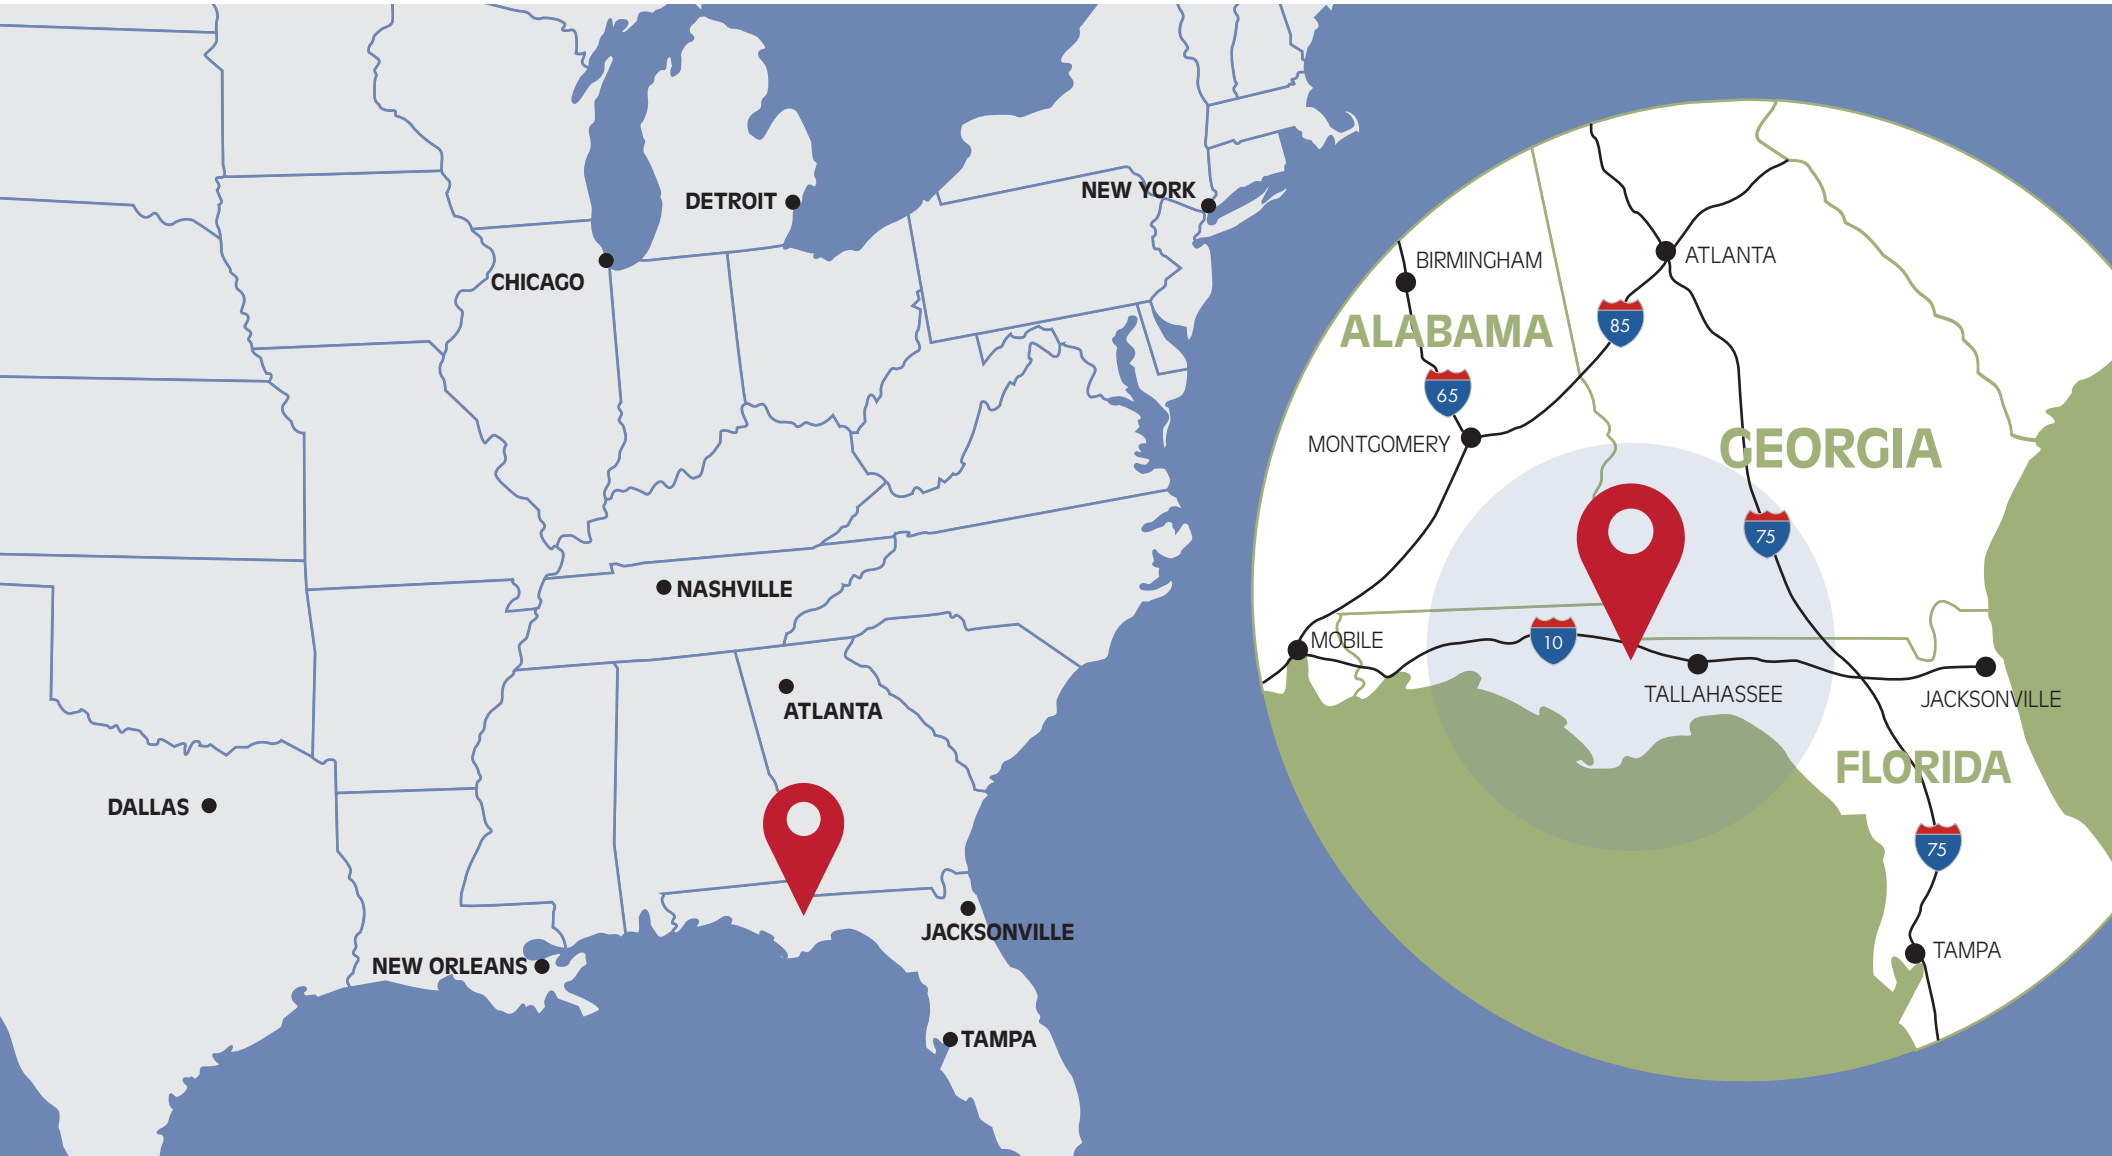 DETROIT
NEW YORK
CHICAGO
NASHVILLE
ATLANTA
DALLAS
JACKSONVILLE
NEW ORLEANS
TAMPA
BIRMINGHAM
ATLANTA
ALABAMA
85
65
MONTGOMERY
GEORGIA
75
10
MOBILE
TALLAHASSEE
JACKSONVILLE
FLORIDA
75
TAMPA